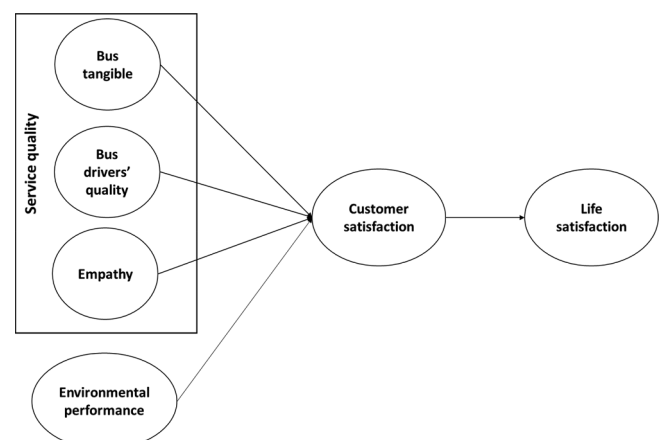 Service quality
Bus
tangible
Bus
drivers'
quality
Empathy
Environmental
performance
Customer
satisfaction
Life
satisfaction